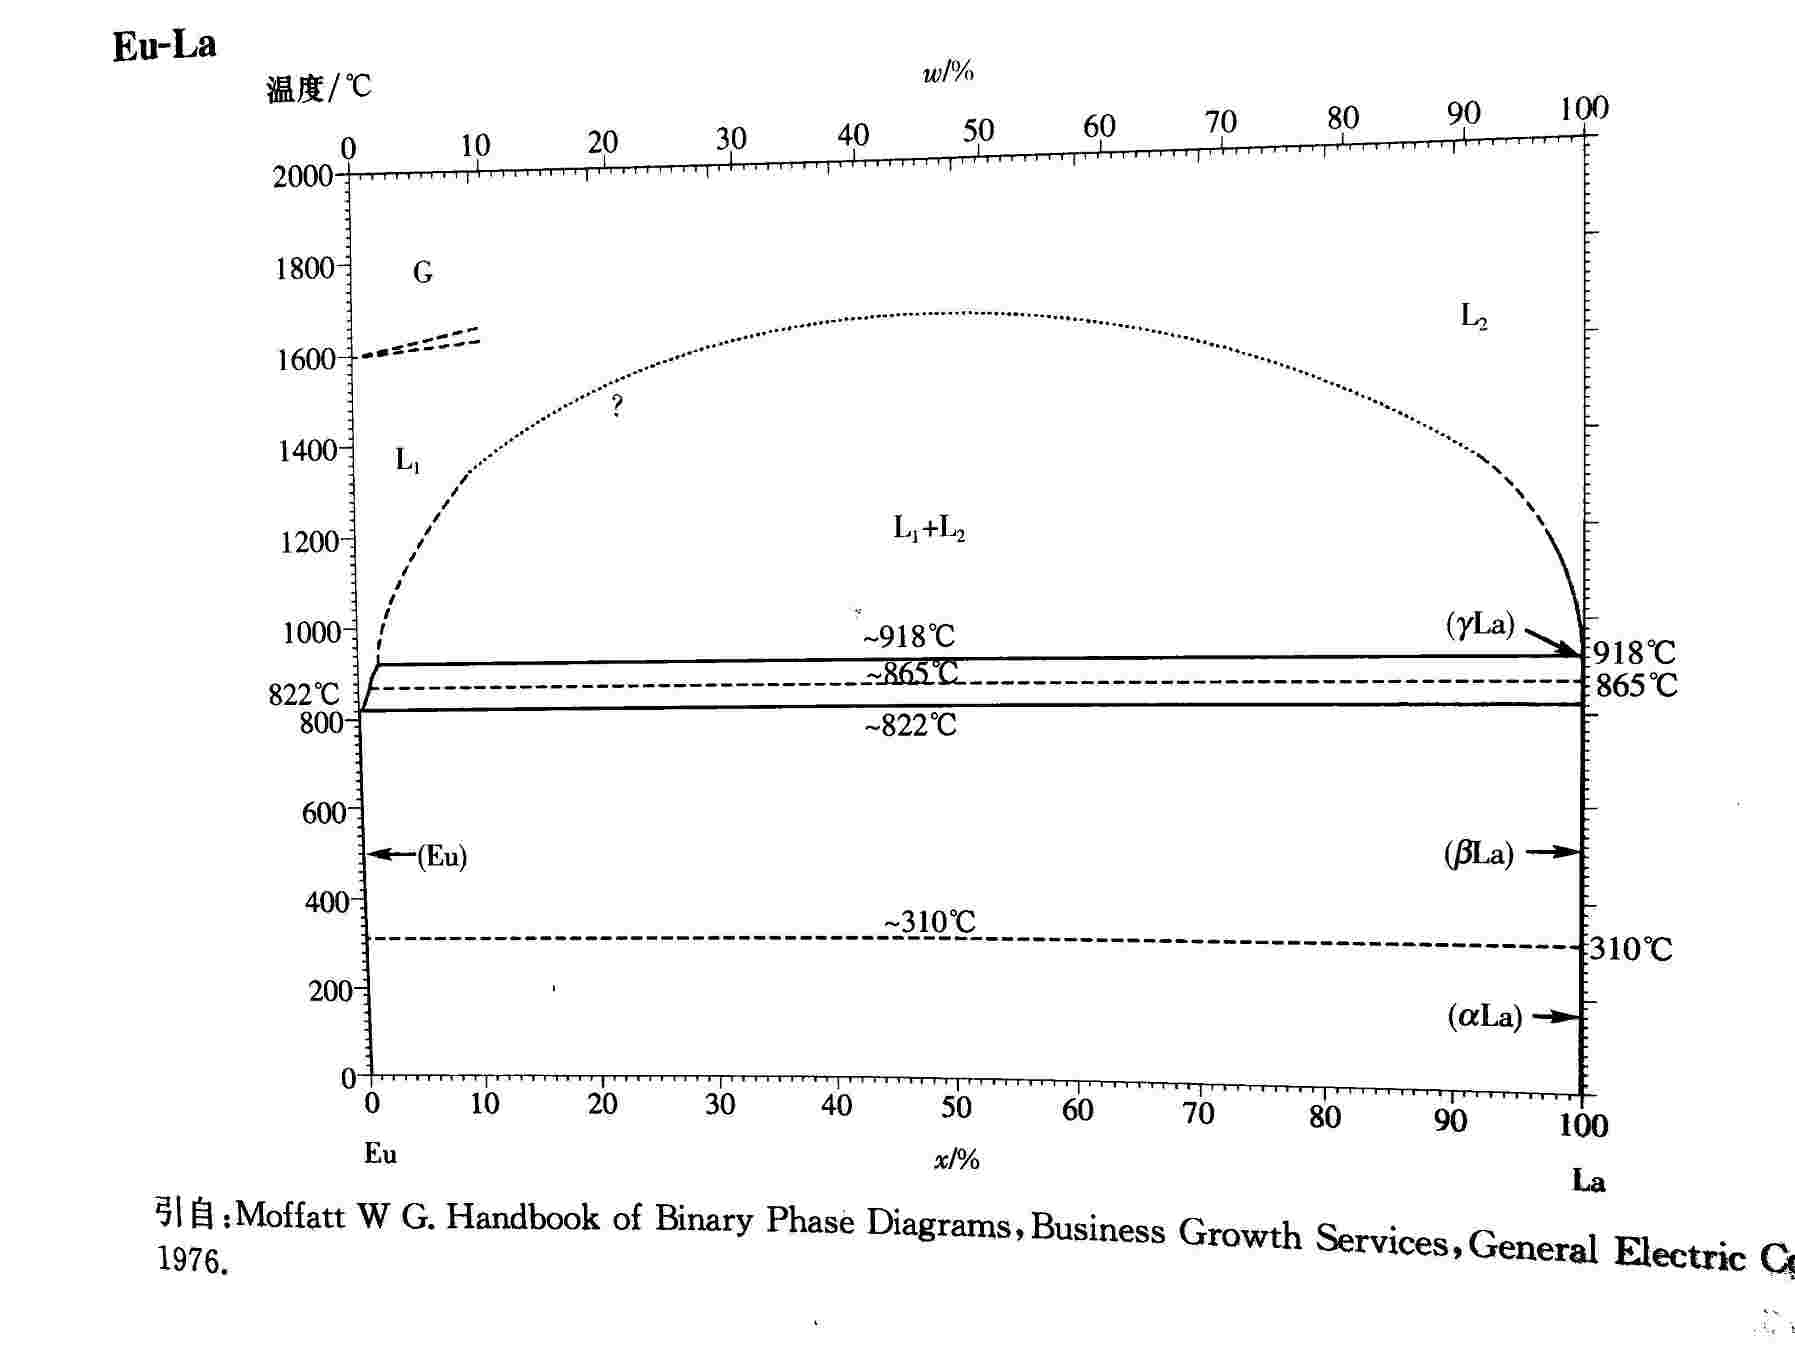 Eu-La
温度/℃
w/%
0 10 20 30 40 50 60 70 80 90 100
2000
1800
G
L₂
1600
?
1400
L₁
1200
L₁+L₂
1000
~918℃
(γLa)
918℃
~865℃
865℃
822℃
800
~822℃
600
(Eu)
(βLa)
400
~310℃
310℃
200
(αLa)
0
0 10 20 30 40 50 60 70 80 90 100
Eu
x/%
La
引自:Moffatt W G. Handbook of Binary Phase Diagrams, Business Growth Services, General Electric
1976.